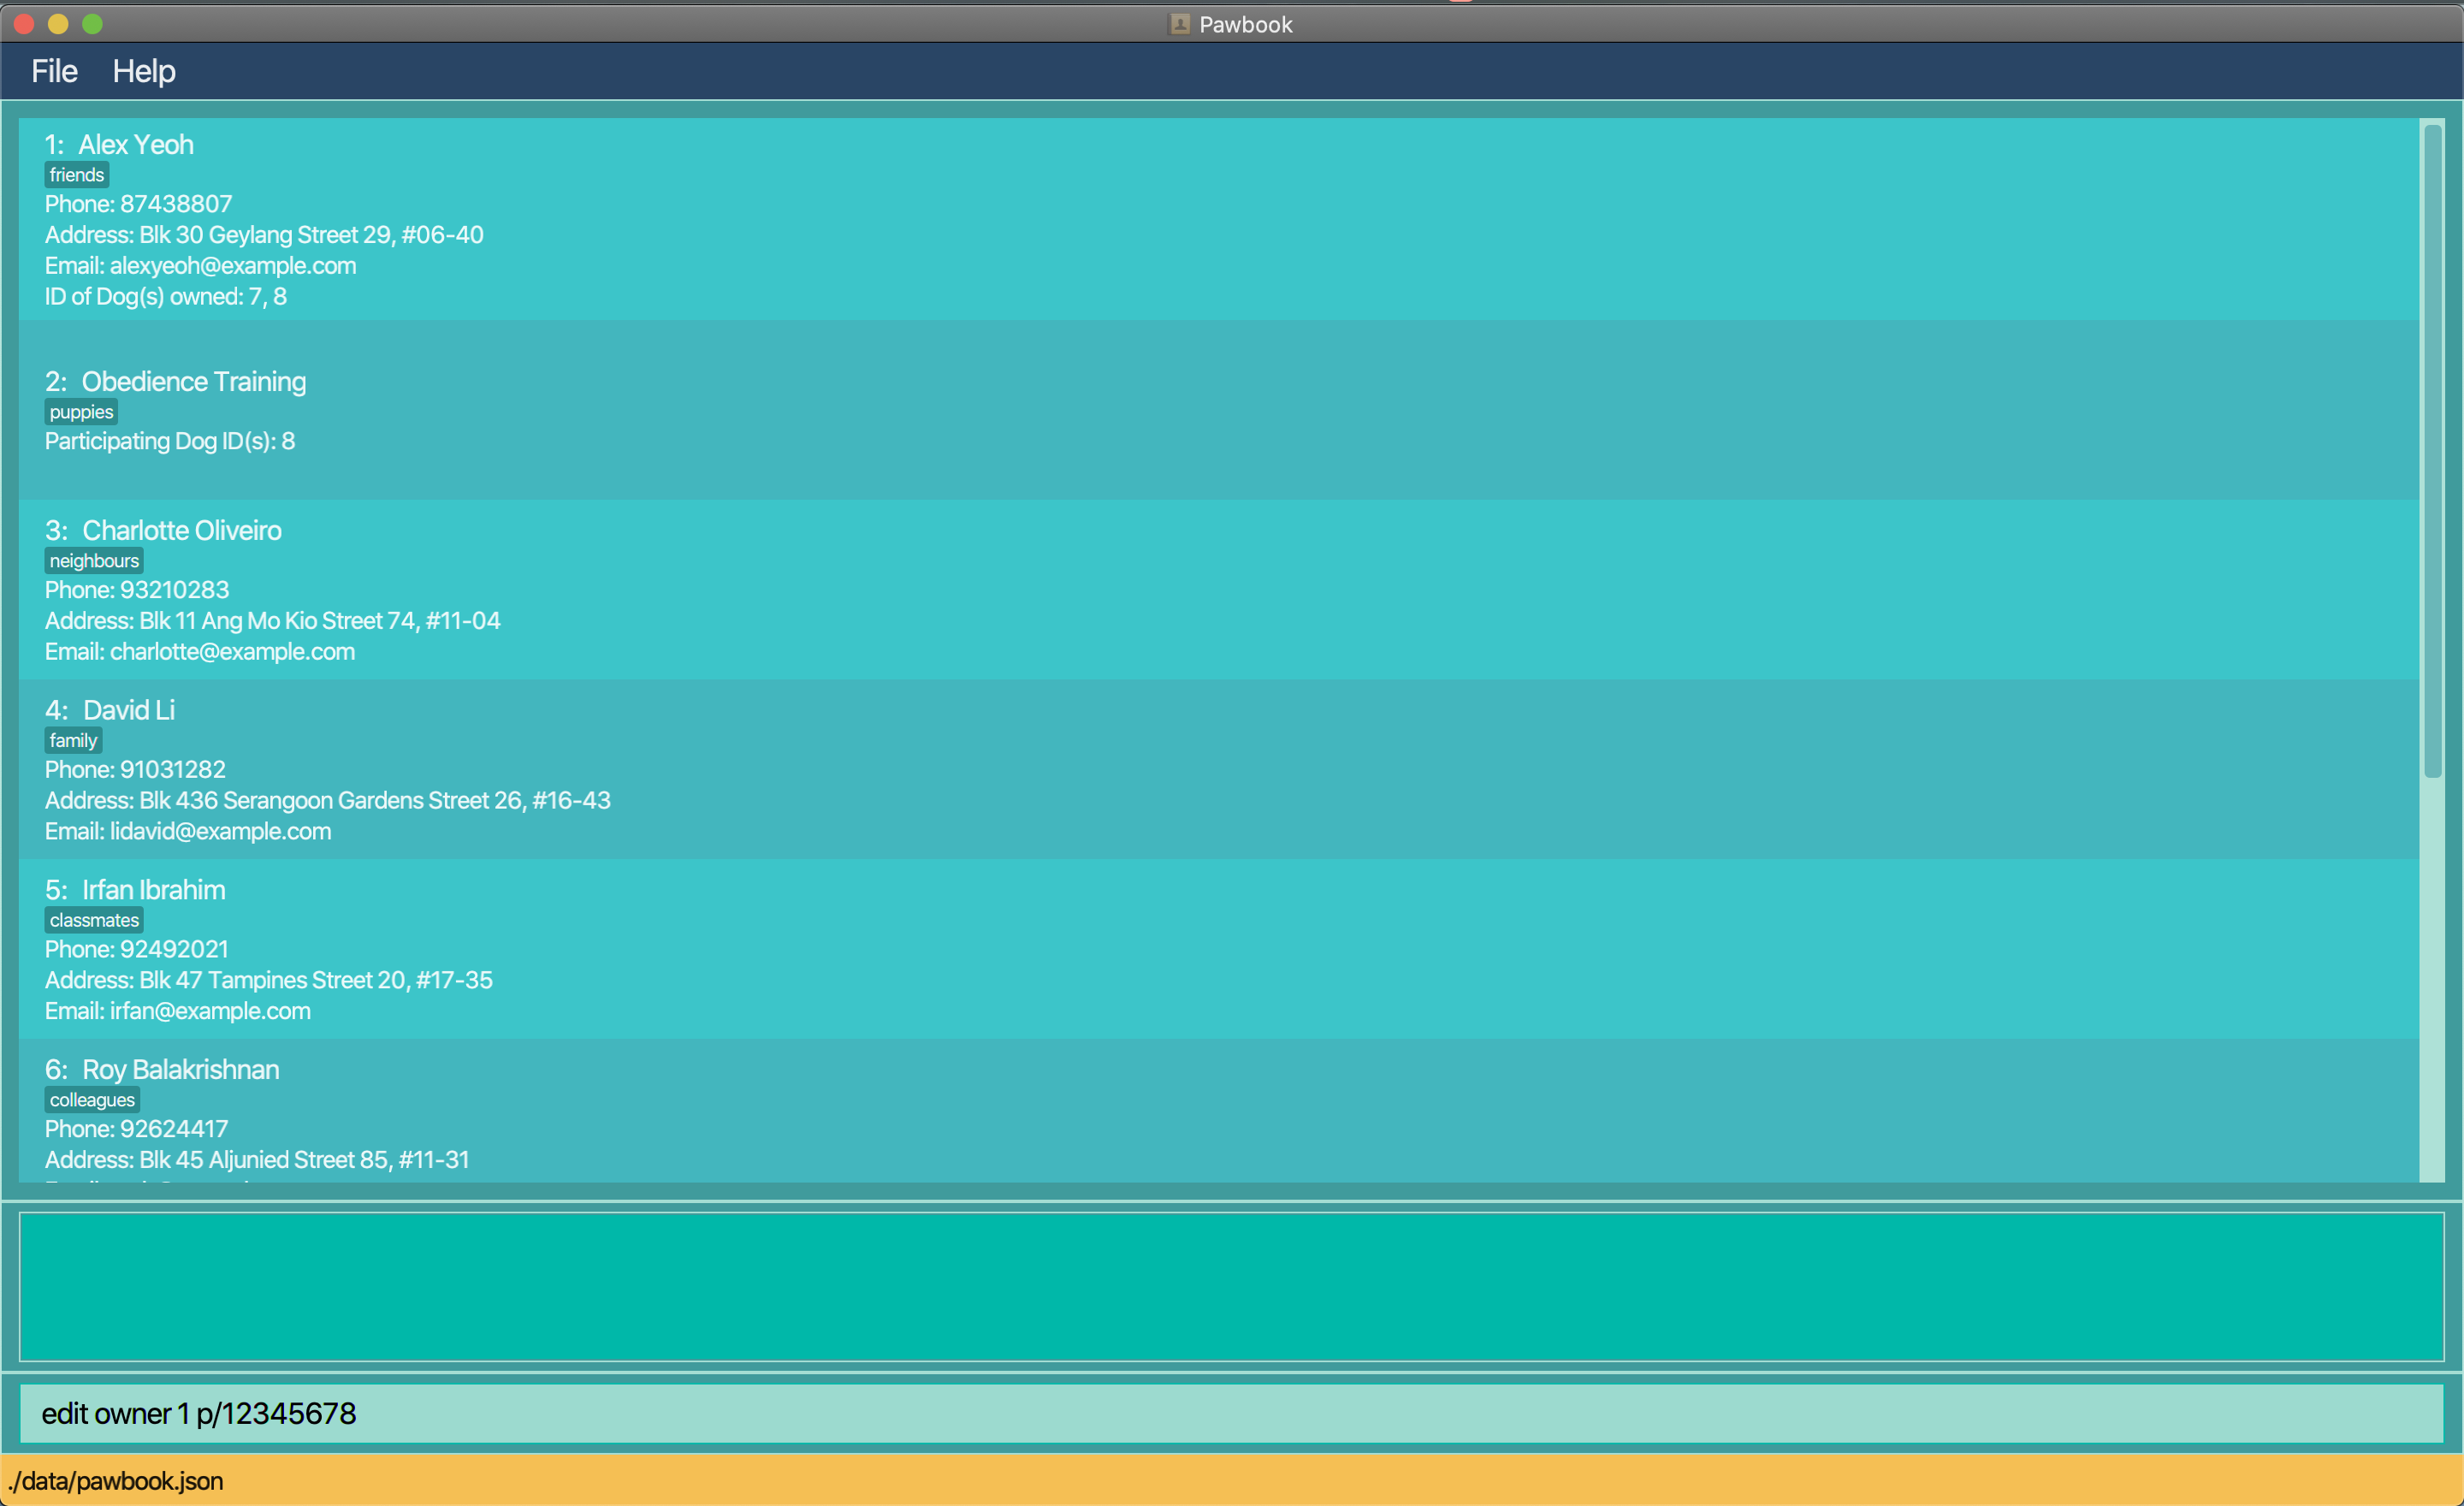 Pawbook
File Help
1: Alex Yeoh
friends
Phone: 87438807
Address: Blk 30 Geylang Street 29, #06-40
Email: alexyeoh@example.com
ID of Dog(s) owned: 7, 8
2: Obedience Training
puppies
Participating Dog ID(s): 8
3: Charlotte Oliveiro
neighbours
Phone: 93210283
Address: Blk 11 Ang Mo Kio Street 74, #11-04
Email: charlotte@example.com
4: David Li
family
Phone: 91031282
Address: Blk 436 Serangoon Gardens Street 26, #16-43
Email: lidavid@example.com
5: Irfan Ibrahim
classmates
Phone: 92492021
Address: Blk 47 Tampines Street 20, #17-35
Email: irfan@example.com
6: Roy Balakrishnan
colleagues
Phone: 92624417
Address: Blk 45 Aljunied Street 85, #11-31
edit owner 1 p/12345678
./data/pawbook.json